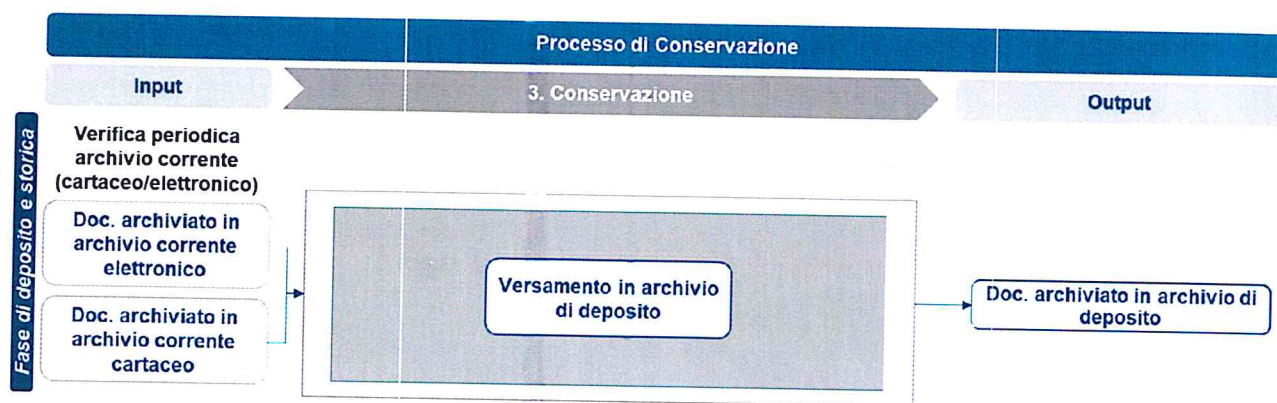 Processo di Conservazione
Input
3. Conservazione
Output
Fase di deposito e storica
Verifica periodica
archivio corrente
(cartaceo/elettronico)
Doc. archiviato in
archivio corrente
elettronico
Doc. archiviato in
archivio corrente
cartaceo
Versamento in archivio
di deposito
Doc. archiviato in archivio di
deposito